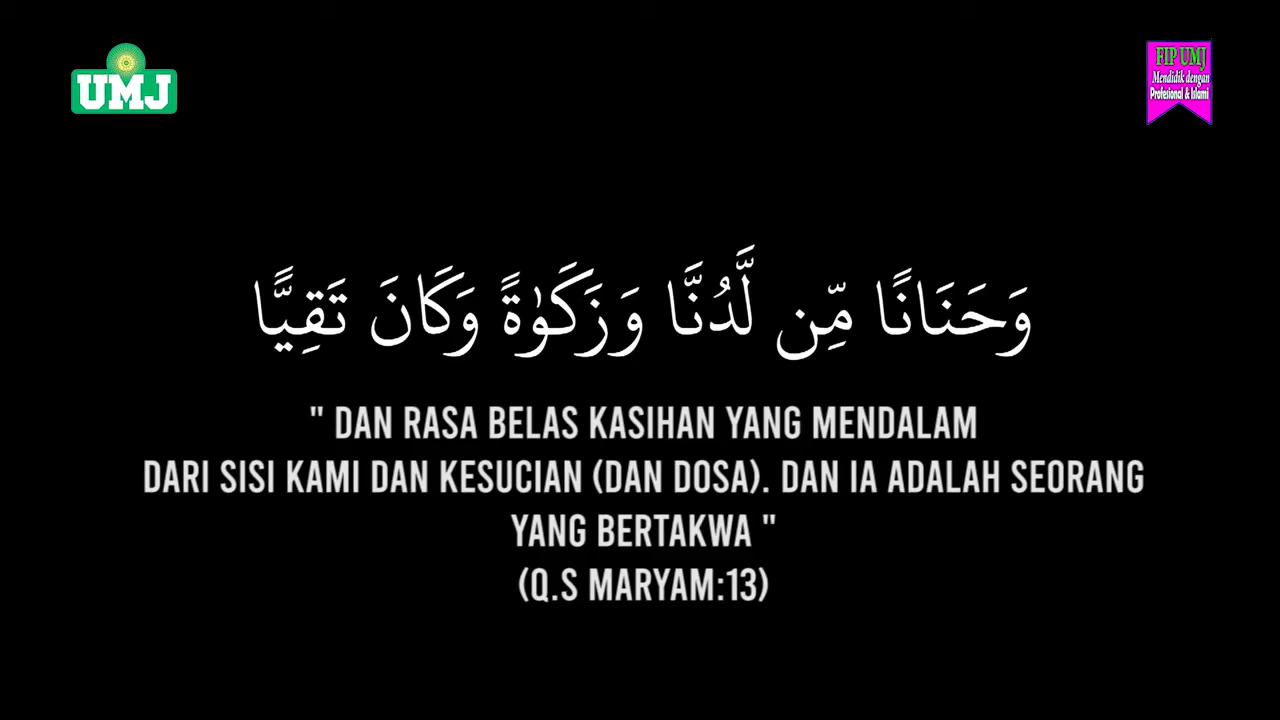 UMJ
FIP UMJ
Mendidik dengan
Profesional & Islami
وَحَنَانًا مِّن لَّدُنَّا وَزَكَوٰةً وَكَانَ تَقِيًّا
" DAN RASA BELAS KASIHAN YANG MENDALAM
DARI SISI KAMI DAN KESUCIAN (DAN DOSA). DAN IA ADALAH SEORANG
YANG BERTAKWA "
(Q.S MARYAM:13)